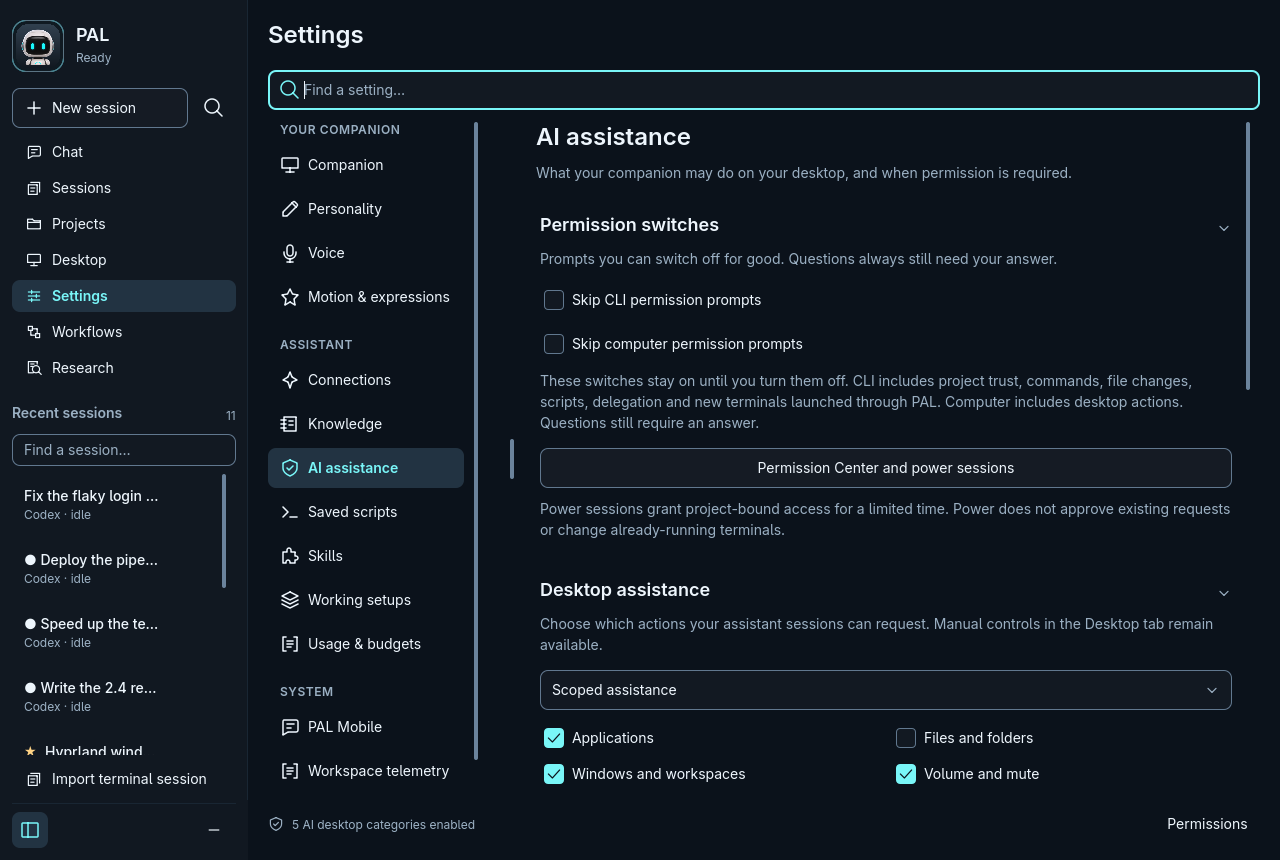 PAL
Ready
New session
Chat
Sessions
Projects
Desktop
Settings
Workflows
Research
Recent sessions
11
Find a session...
Fix the flaky login ...
Codex · idle
Deploy the pipe...
Codex · idle
Speed up the te...
Codex · idle
Write the 2.4 re...
Codex · idle
Hyprland wind
Import terminal session
Settings
Find a setting...
YOUR COMPANION
Companion
Personality
Voice
Motion & expressions
ASSISTANT
Connections
Knowledge
AI assistance
Saved scripts
Skills
Working setups
Usage & budgets
SYSTEM
PAL Mobile
Workspace telemetry
AI assistance
What your companion may do on your desktop, and when permission is required.
Permission switches
Prompts you can switch off for good. Questions always still need your answer.
Skip CLI permission prompts
Skip computer permission prompts
These switches stay on until you turn them off. CLI includes project trust, commands, file changes,
scripts, delegation and new terminals launched through PAL. Computer includes desktop actions.
Questions still require an answer.
Permission Center and power sessions
Power sessions grant project-bound access for a limited time. Power does not approve existing requests
or change already-running terminals.
Desktop assistance
Choose which actions your assistant sessions can request. Manual controls in the Desktop tab remain
available.
Scoped assistance
Applications
Files and folders
Windows and workspaces
Volume and mute
5 AI desktop categories enabled
Permissions